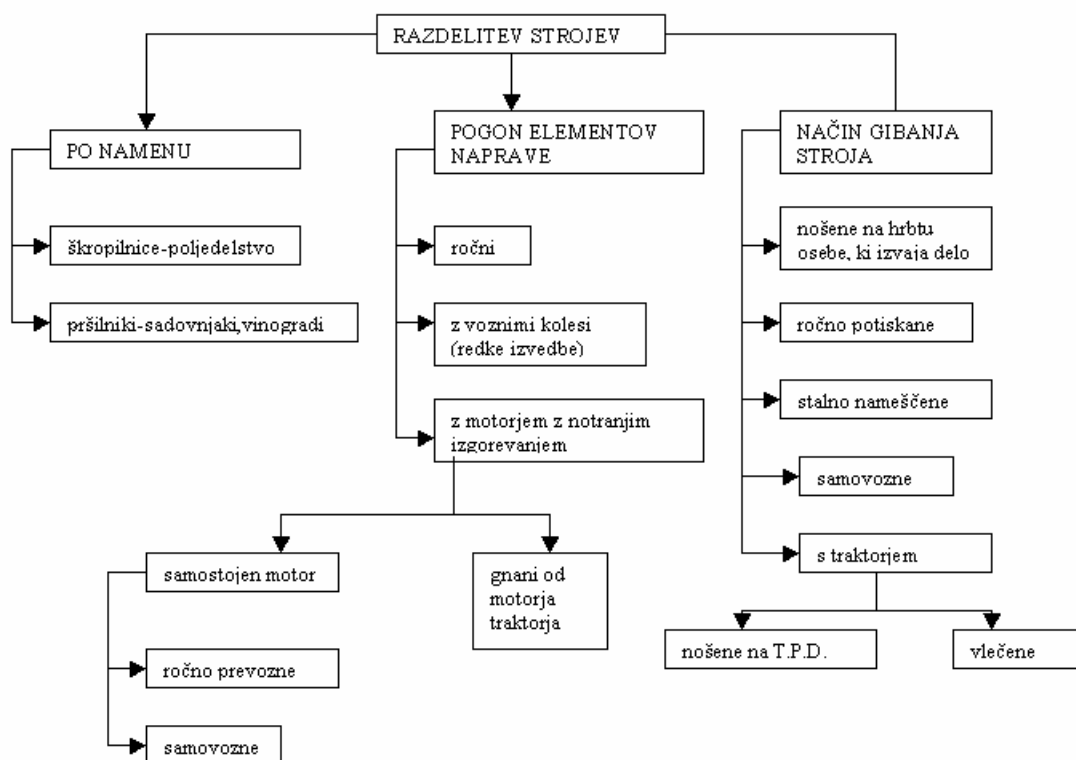 RAZDELITEV STROJEV
PO NAMENU
škropilnice-poljedelstvo
pršilniki-sadovnjaki,vinogradi
POGON ELEMENTOV
NAPRAVE
ročni
z voznimi kolesi
(redke izvedbe)
z motorjem z notranjim
izgorevanjem
samostojen motor
ročno prevozne
samovozne
gnani od
motorja
traktorja
NAČIN GIBANJA
STROJA
nošene na hrbtu
osebe, ki izvaja delo
ročno potiskane
stalno nameščene
samovozne
s traktorjem
nošene na T.P.D.
vlečene